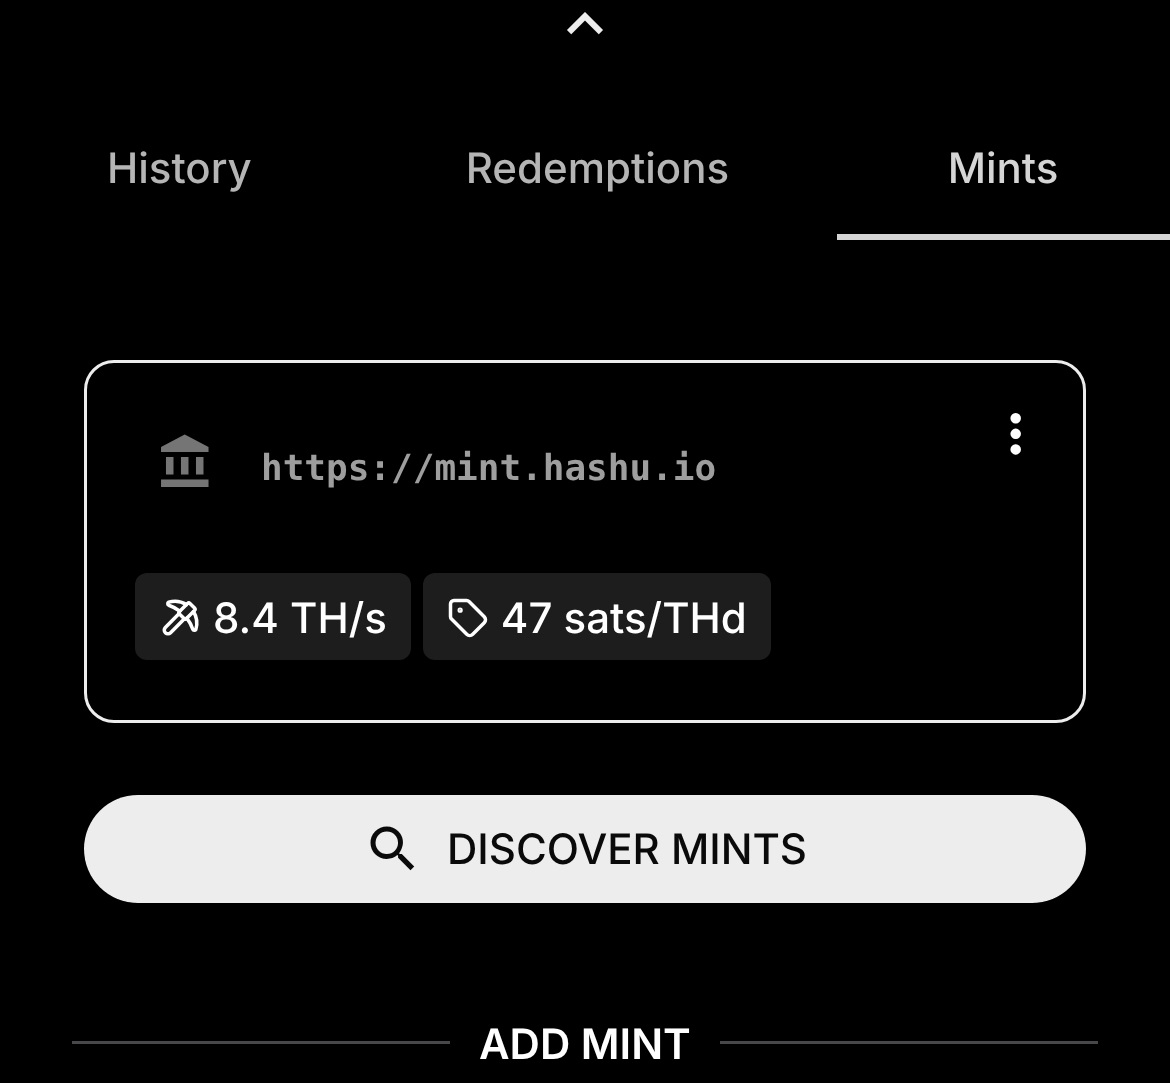 History Redemptions Mints
https://mint.hashu.io
8.4 TH/s 47 sats/THd
DISCOVER MINTS
ADD MINT